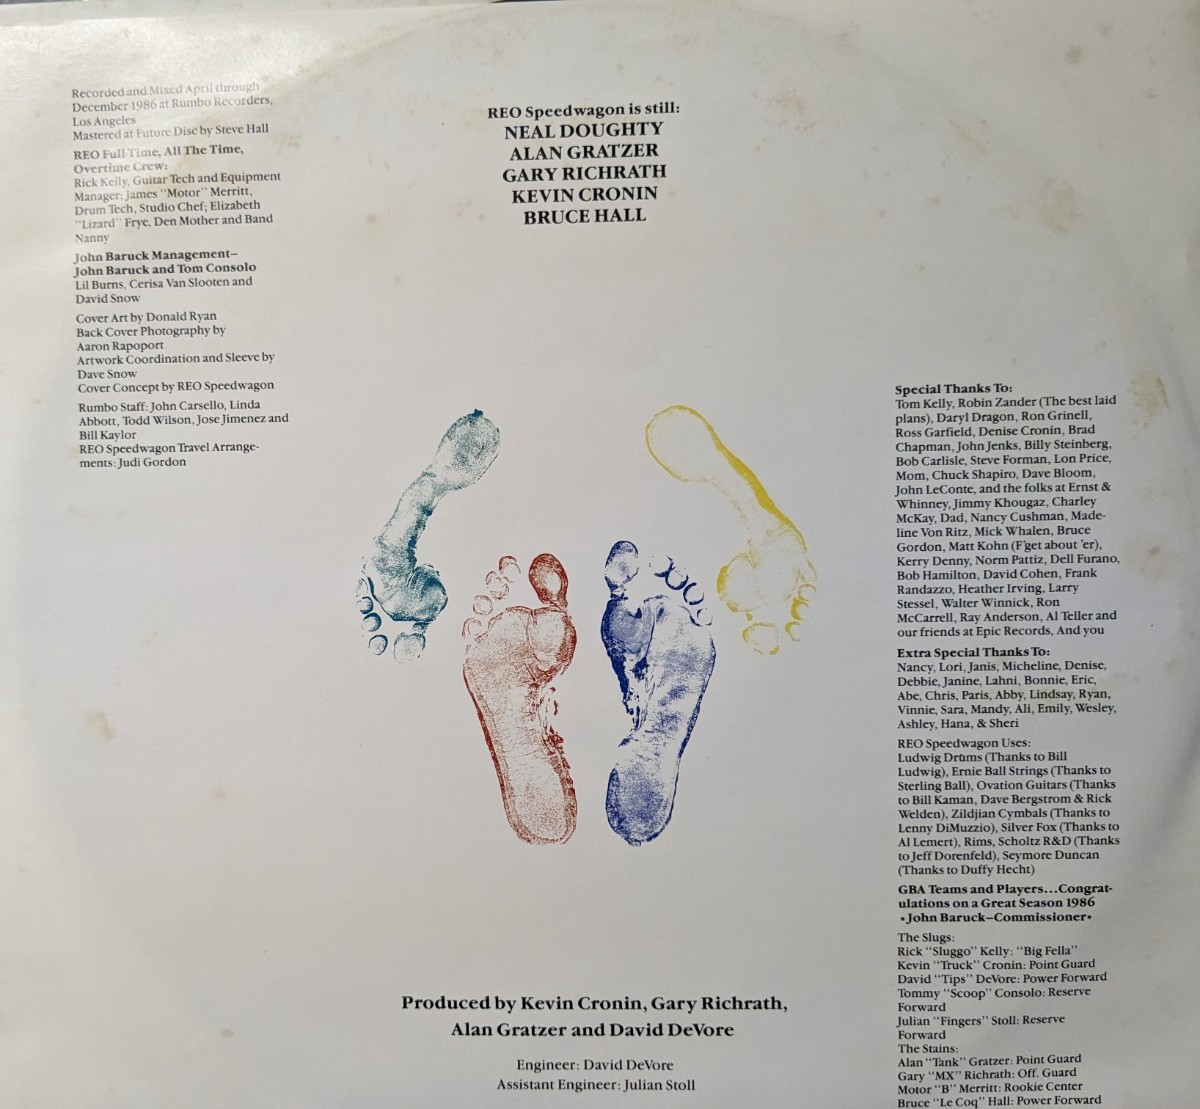 Recorded and Mixed April through
December 1986 at Rumbo Recorders,
Los Angeles
Mastered at Future Disc by Steve Hall
REO Full-Time, All The Time,
Overtime Crew:
Rick Kelly, Guitar Tech and Equipment
Manager; James "Motor" Merritt,
Drum Tech, Studio Chef; Elizabeth
"Lizard" Frye, Den Mother and Band
Nanny
John Baruck Management–
John Baruck and Tom Consolo
Lil Burns, Cerisa Van Slooten and
David Snow
Cover Art by Donald Ryan
Back Cover Photography by
Aaron Rapoport
Artwork Coordination and Sleeve by
Dave Snow
Cover Concept by REO Speedwagon
Rumbo Staff: John Carsello, Linda
Abbott, Todd Wilson, Jose Jimenez and
Bill Kaylor
REO Speedwagon Travel Arrange-
ments: Judi Gordon
REO Speedwagon is still:
NEAL DOUGHTY
ALAN GRATZER
GARY RICHRATH
KEVIN CRONIN
BRUCE HALL
Special Thanks To:
Tom Kelly, Robin Zander (The best laid
plans), Daryl Dragon, Ron Grinell,
Ross Garfield, Denise Cronin, Brad
Chapman, John Jenks, Billy Steinberg,
Bob Carlisle, Steve Forman, Lon Price,
Mom, Chuck Shapiro, Dave Bloom,
John LeConte, and the folks at Ernst &
Whinney, Jimmy Khougaz, Charley
McKay, Dad, Nancy Cushman, Made-
line Von Ritz, Mick Whalen, Bruce
Gordon, Matt Kohn (F'get about 'er),
Kerry Denny, Norm Pattiz, Dell Furano,
Bob Hamilton, David Cohen, Frank
Randazzo, Heather Irving, Larry
Stessel, Walter Winnick, Ron
McCarrell, Ray Anderson, Al Teller and
our friends at Epic Records, And you
Extra Special Thanks To:
Nancy, Lori, Janis, Micheline, Denise,
Debbie, Janine, Lahni, Bonnie, Eric,
Abe, Chris, Paris, Abby, Lindsay, Ryan,
Vinnie, Sara, Mandy, Ali, Emily, Wesley,
Ashley, Hana, & Sheri
REO Speedwagon Uses:
Ludwig Drums (Thanks to Bill
Ludwig), Ernie Ball Strings (Thanks to
Sterling Ball), Ovation Guitars (Thanks
to Bill Kaman, Dave Bergstrom & Rick
Welden), Zildjian Cymbals (Thanks to
Lenny DiMuzzio), Silver Fox (Thanks to
Al Lemert), Rims, Scholtz R&D (Thanks
to Jeff Dorenfeld), Seymore Duncan
(Thanks to Duffy Hecht)
GBA Teams and Players...Congrat-
ulations on a Great Season 1986
•John Baruck–Commissioner•
The Slugs:
Rick "Sluggo" Kelly: "Big Fella"
Kevin "Truck" Cronin: Point Guard
David "Tips" DeVore: Power Forward
Tommy "Scoop" Consolo: Reserve
Forward
Julian "Fingers" Stoll: Reserve
Forward
The Stains:
Alan "Tank" Gratzer: Point Guard
Gary "MX" Richrath: Off. Guard
Motor "B" Merritt: Rookie Center
Bruce "Le Coq" Hall: Power Forward
Produced by Kevin Cronin, Gary Richrath,
Alan Gratzer and David DeVore
Engineer: David DeVore
Assistant Engineer: Julian Stoll